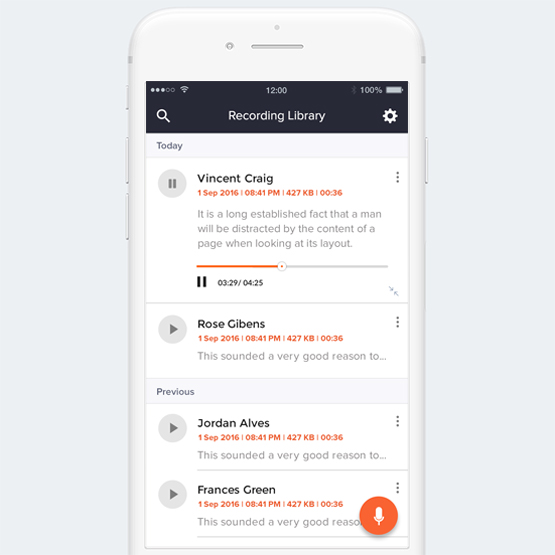 12:00
100%
Recording Library
Today
Vincent Craig
1 Sep 2016 | 08:41 PM | 427 KB | 00:36
It is a long established fact that a man
will be distracted by the content of a
page when looking at its layout.
03:29/ 04:25
Rose Gibens
1 Sep 2016 | 08:41 PM | 427 KB | 00:36
This sounded a very good reason to...
Previous
Jordan Alves
1 Sep 2016 | 08:41 PM | 427 KB | 00:36
This sounded a very good reason to...
Frances Green
1 Sep 2016 | 08:41 PM | 427 KB | 00:36
This sounded a very good reaso